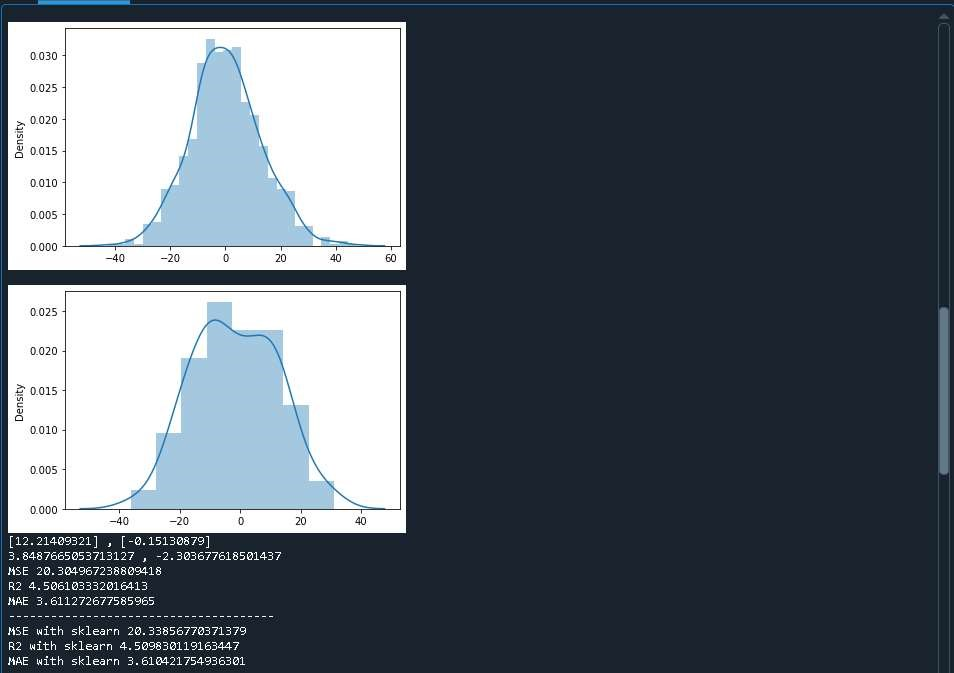 0.030
0.025
0.020
0.015
0.010
0.005
0.000
Density
−40 −20 0 20 40 60
0.025
0.020
0.015
0.010
0.005
0.000
Density
−40 −20 0 20 40
[12.21409321] , [-0.15130879]
3.8487665053713127 , -2.303677618501437
MSE 20.304967238809418
R2 4.506103332016413
MAE 3.611272677585965
--------------------------------------
MSE with sklearn 20.33856770371379
R2 with sklearn 4.509830119163447
MAE with sklearn 3.610421754936301